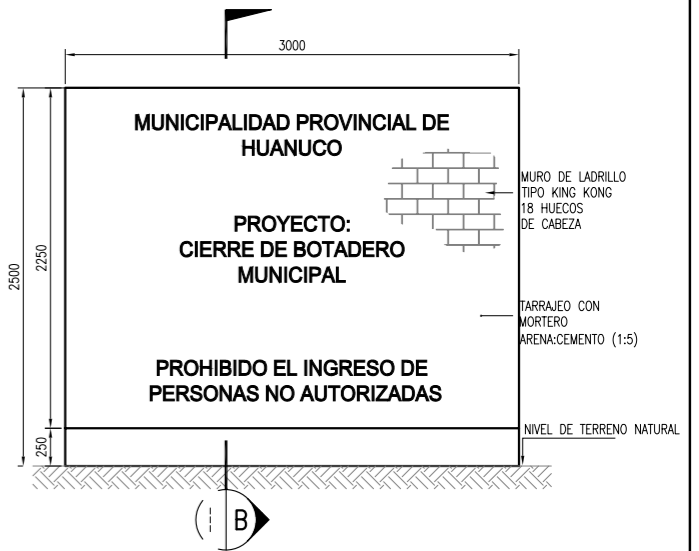 3000
MUNICIPALIDAD PROVINCIAL DE
HUANUCO
MURO DE LADRILLO
TIPO KING KONG
18 HUECOS
DE CABEZA
PROYECTO:
CIERRE DE BOTADERO
MUNICIPAL
2500
2250
TARRAJEO CON
MORTERO
ARENA:CEMENTO (1:5)
PROHIBIDO EL INGRESO DE
PERSONAS NO AUTORIZADAS
250
NIVEL DE TERRENO NATURAL
B